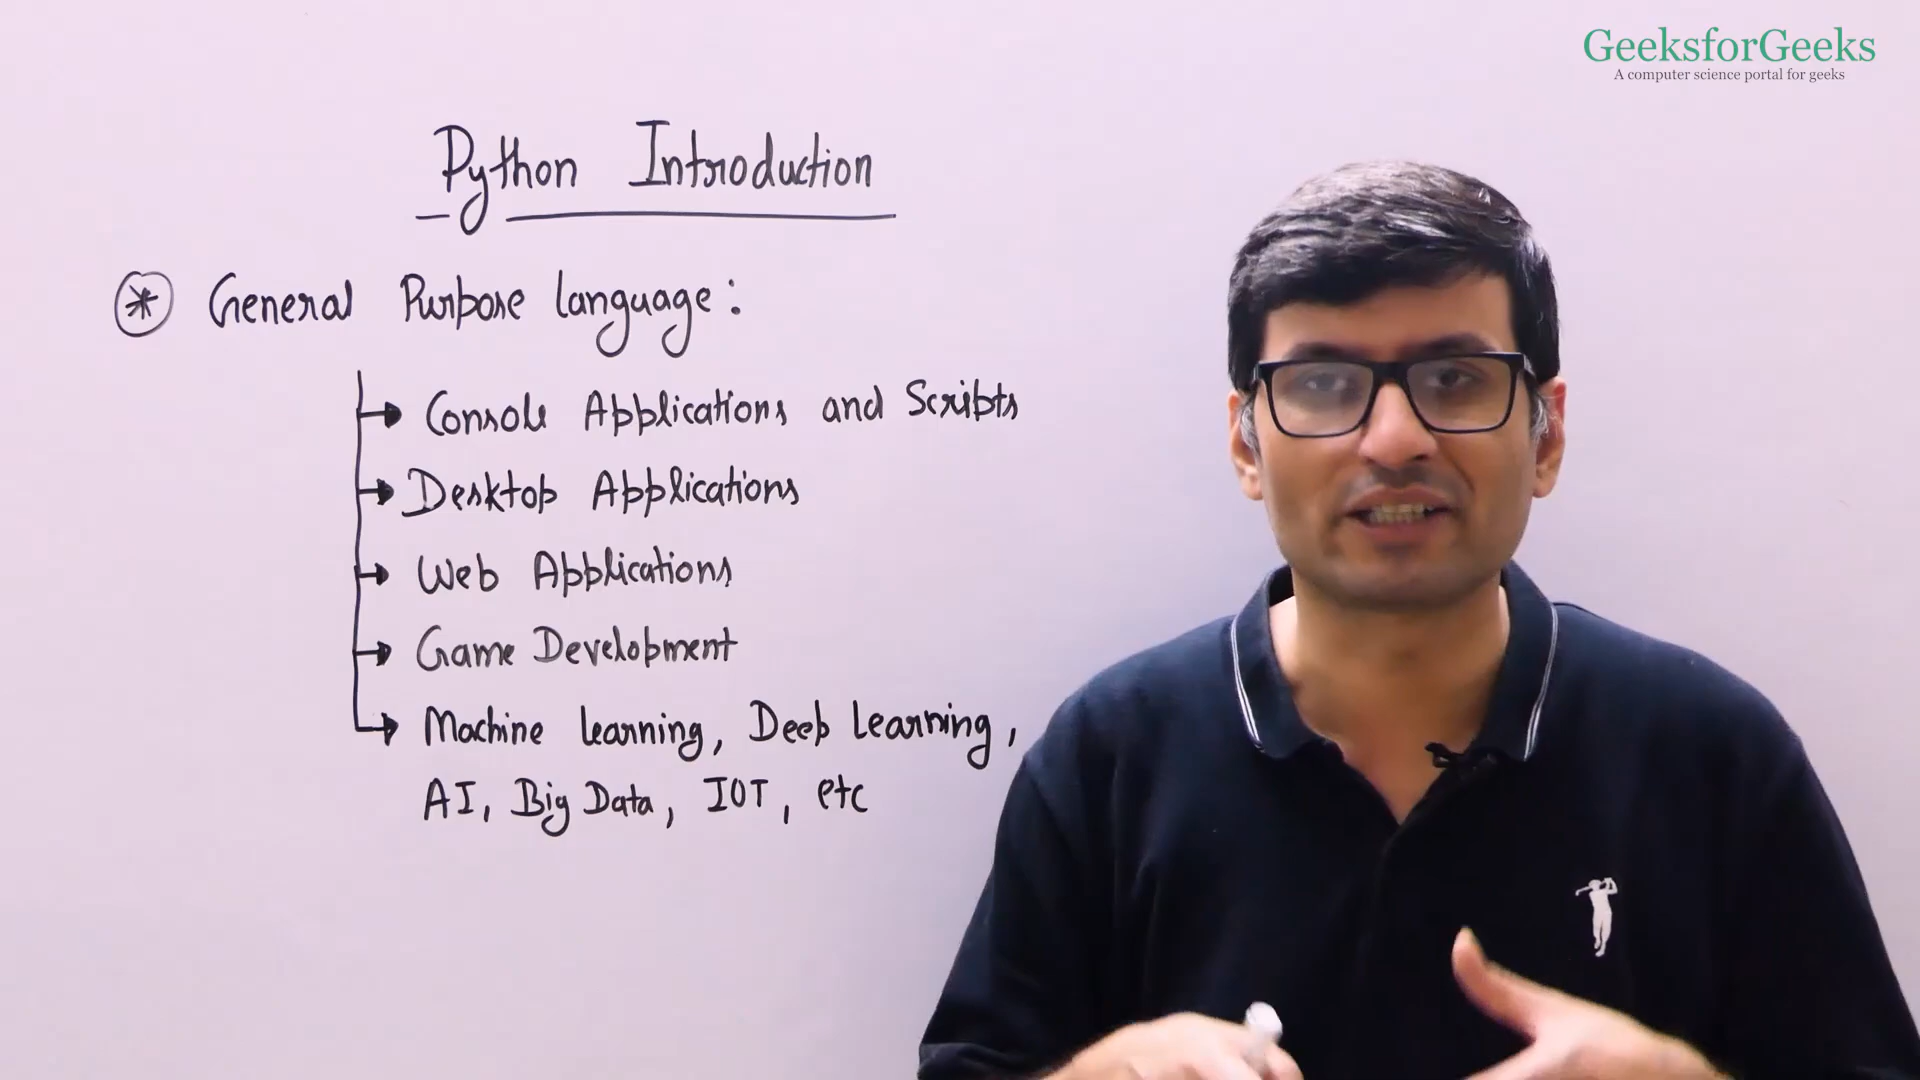 GeeksforGeeks
A computer science portal for geeks
Python Introduction
* General Purpose language:
Console Applications and Scripts
Desktop Applications
Web Applications
Game Development
Machine learning, Deep Learning,
AI, Big Data, IOT, etc